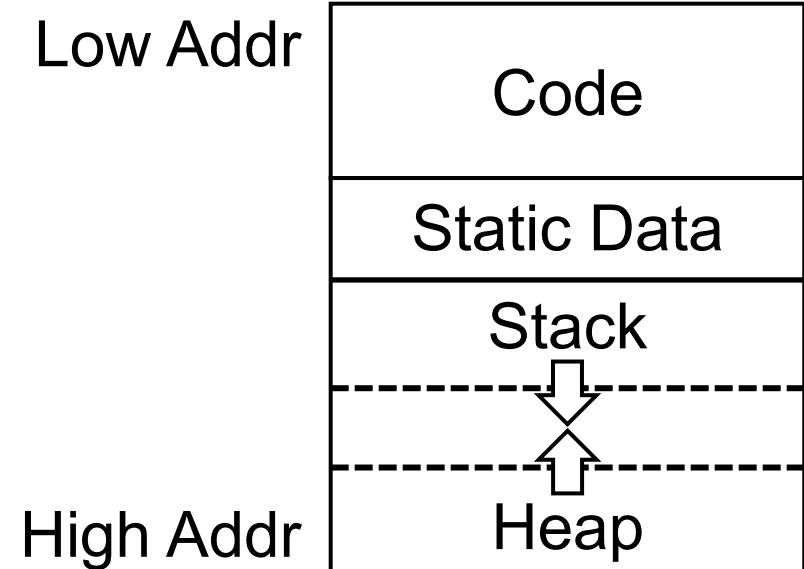 Low Addr
Code
Static Data
Stack
Heap
High Addr